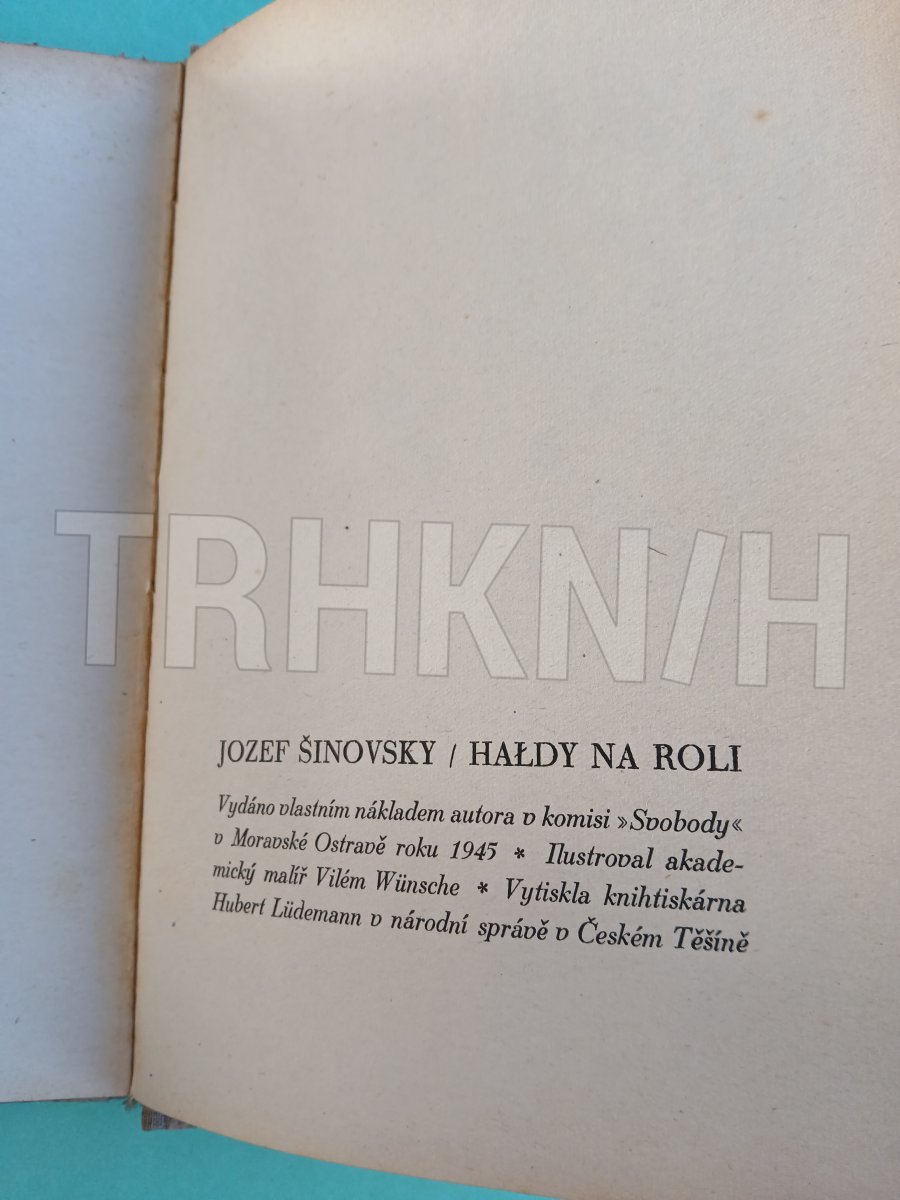 TRHKNIH
JOZEF ŠINOVSKY / HAŁDY NA ROLI
Vydáno vlastním nákladem autora v komisi »Svobody«
v Moravské Ostravě roku 1945 * Ilustroval akade-
mický malíř Vilém Wünsche * Vytiskla knihtiskárna
Hubert Lüdemann v národní správě v Českém Těšíně